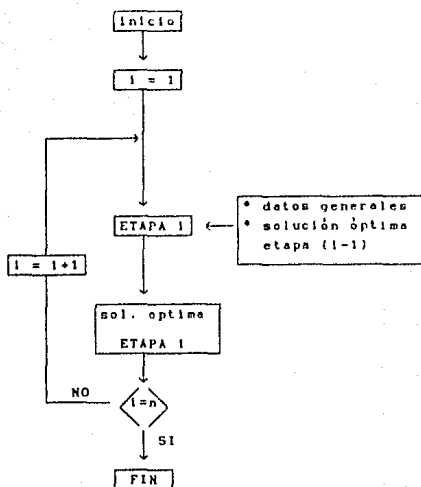 inicio
i = 1
ETAPA i
* datos generales
* solución óptima
etapa (i-1)
i = i+1
sol. optima
ETAPA i
NO
i=n
SI
FIN